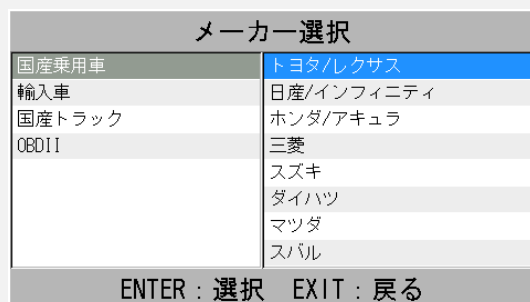 メーカー選択
国産乗用車
輸入車
国産トラック
OBDII
トヨタ/レクサス
日産/インフィニティ
ホンダ/アキュラ
三菱
スズキ
ダイハツ
マツダ
スバル
ENTER：選択　EXIT：戻る